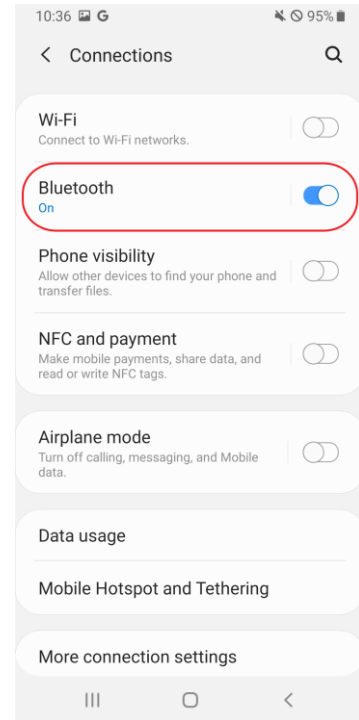 10:36 G 95%
Connections
Wi-Fi
Connect to Wi-Fi networks.
Bluetooth
On
Phone visibility
Allow other devices to find your phone and
transfer files.
NFC and payment
Make mobile payments, share data, and
read or write NFC tags.
Airplane mode
Turn off calling, messaging, and Mobile
data.
Data usage
Mobile Hotspot and Tethering
More connection settings